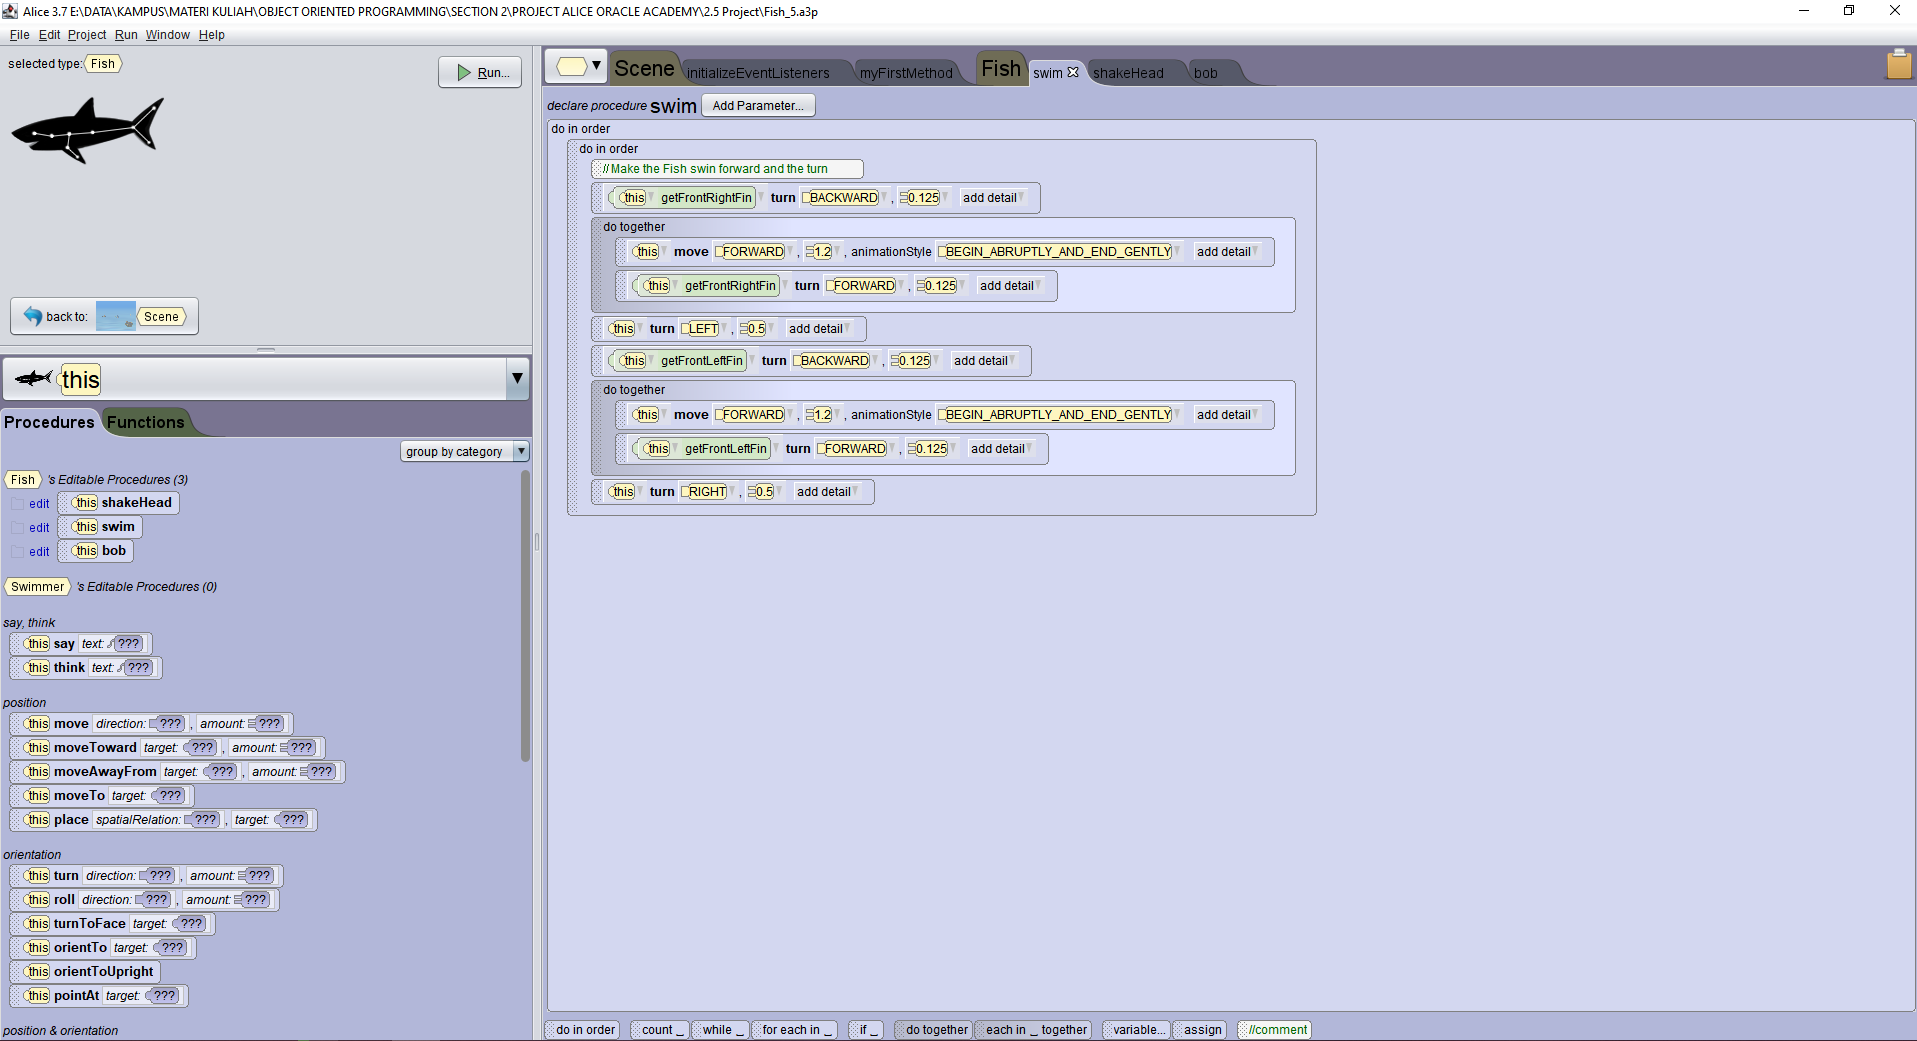 Alice 3.7 E:\DATA\KAMPUS\MATERI KULIAH\OBJECT ORIENTED PROGRAMMING\SECTION 2\PROJECT ALICE ORACLE ACADEMY\2.5 Project\Fish_5.a3p
File Edit Project Run Window Help
selected type: Fish
Run...
back to: Scene
this
Procedures Functions
group by category
Fish 's Editable Procedures (3)
edit this shakeHead
edit this swim
edit this bob
Swimmer 's Editable Procedures (0)
say, think
this say text: ???
this think text: ???
position
this move direction: ??? , amount: ???
this moveToward target: ??? , amount: ???
this moveAwayFrom target: ??? , amount: ???
this moveTo target: ???
this place spatialRelation: ??? , target: ???
orientation
this turn direction: ??? , amount: ???
this roll direction: ??? , amount: ???
this turnToFace target: ???
this orientTo target: ???
this orientToUpright
this pointAt target: ???
position & orientation
Scene initializeEventListeners myFirstMethod Fish swim shakeHead bob
declare procedure swim Add Parameter...
do in order
do in order
//Make the Fish swin forward and the turn
this getFrontRightFin turn BACKWARD , 0.125 add detail
do together
this move FORWARD , 1.2 , animationStyle BEGIN_ABRUPTLY_AND_END_GENTLY add detail
this getFrontRightFin turn FORWARD , 0.125 add detail
this turn LEFT , 0.5 add detail
this getFrontLeftFin turn BACKWARD , 0.125 add detail
do together
this move FORWARD , 1.2 , animationStyle BEGIN_ABRUPTLY_AND_END_GENTLY add detail
this getFrontLeftFin turn FORWARD , 0.125 add detail
this turn RIGHT , 0.5 add detail
do in order count _ while _ for each in _ if _ do together each in _ together variable... assign //comment